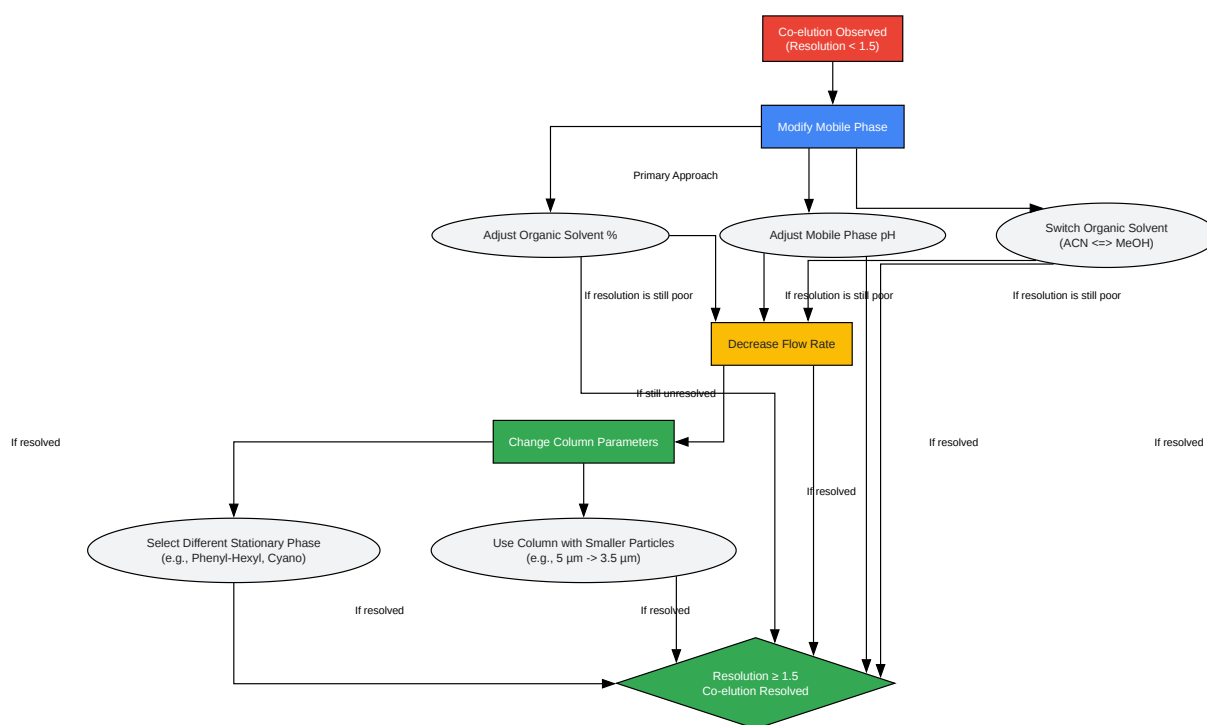 Co-elution Observed
(Resolution < 1.5)
Modify Mobile Phase
Primary Approach
Adjust Organic Solvent %
Adjust Mobile Phase pH
Switch Organic Solvent
(ACN <=> MeOH)
If resolution is still poor
If resolution is still poor
If resolution is still poor
Decrease Flow Rate
If still unresolved
If resolved
Change Column Parameters
If resolved
If resolved
If resolved
Select Different Stationary Phase
(e.g., Phenyl-Hexyl, Cyano)
Use Column with Smaller Particles
(e.g., 5 µm -> 3.5 µm)
If resolved
If resolved
Resolution ≥ 1.5
Co-elution Resolved